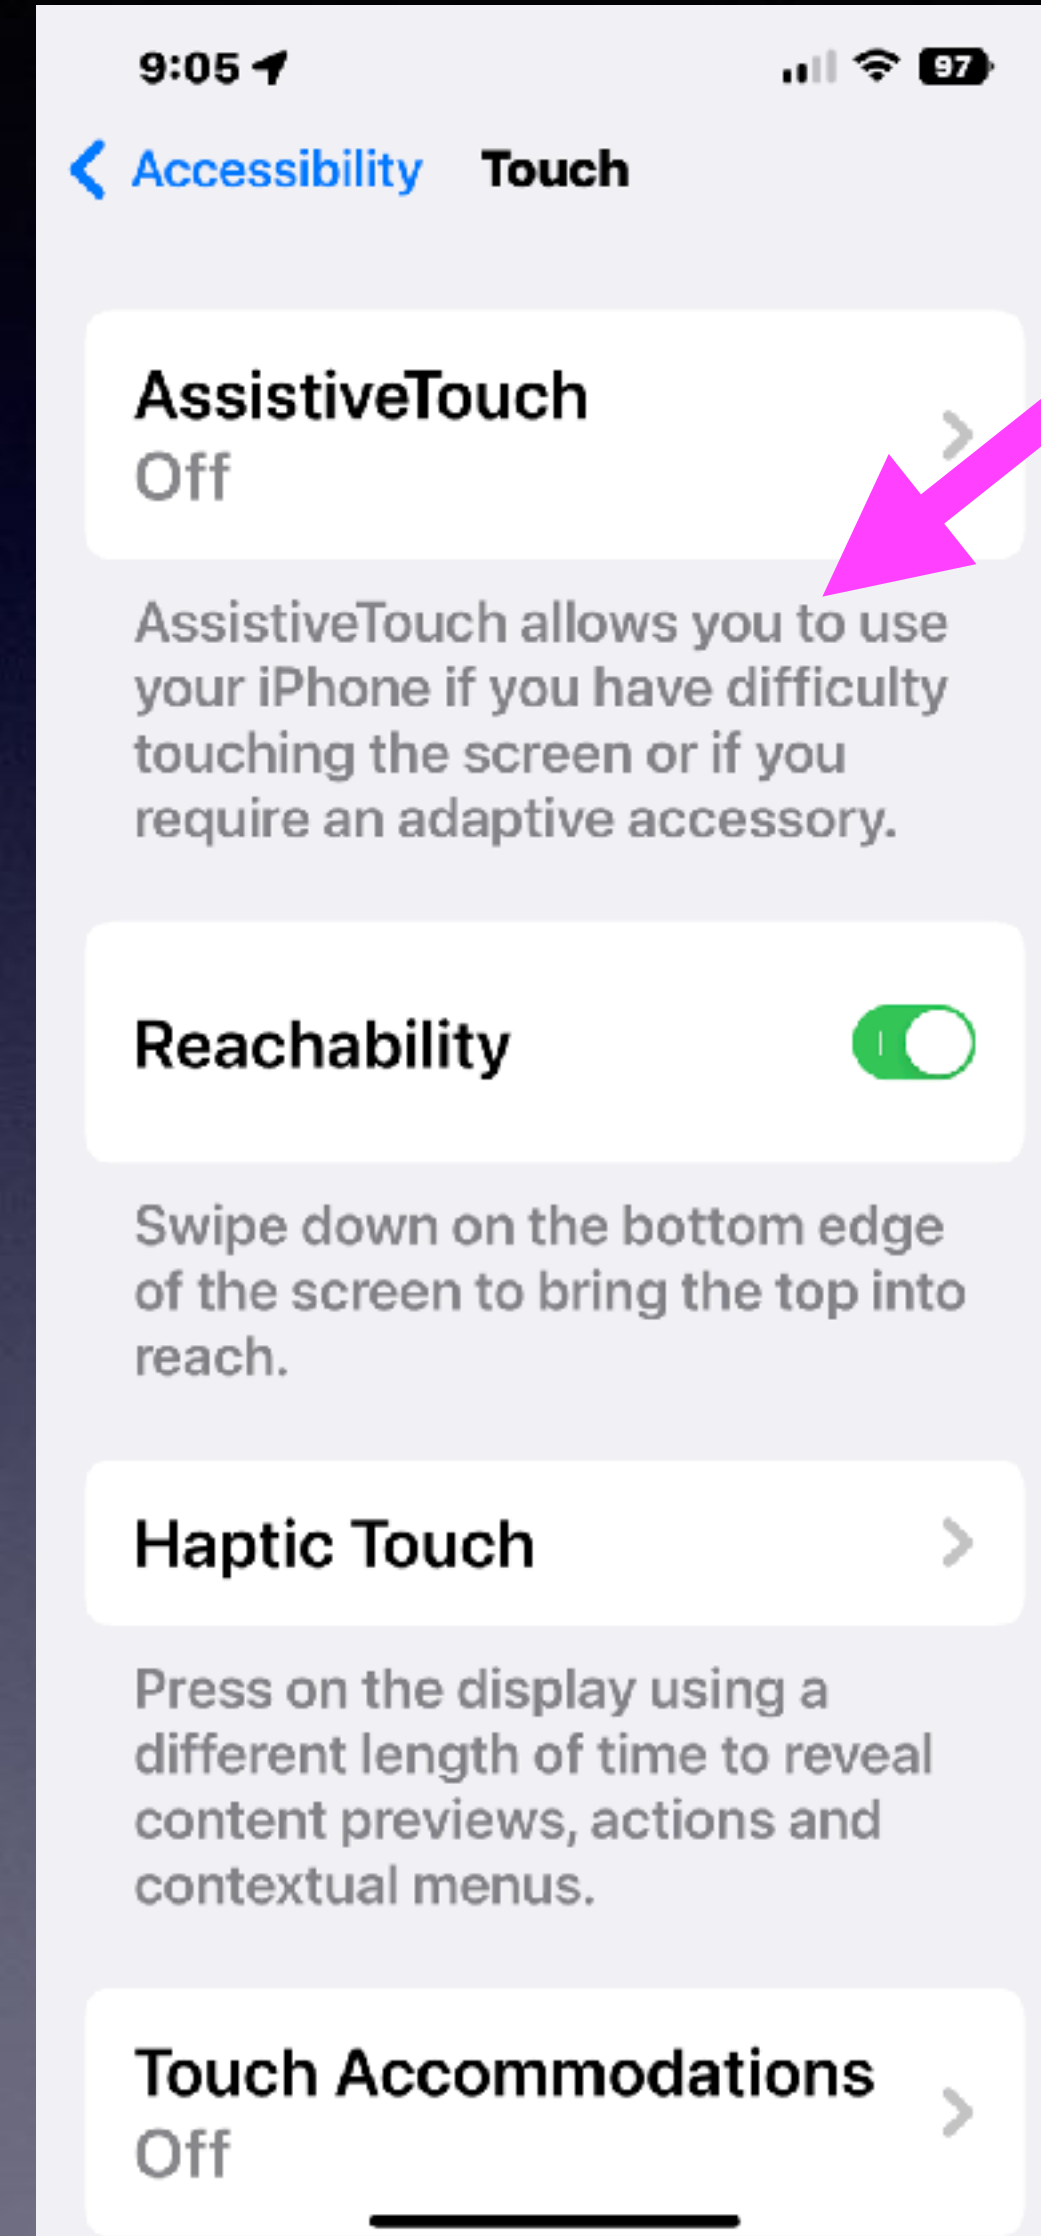 9:05 97
Accessibility Touch
AssistiveTouch
Off
AssistiveTouch allows you to use
your iPhone if you have difficulty
touching the screen or if you
require an adaptive accessory.
Reachability
Swipe down on the bottom edge
of the screen to bring the top into
reach.
Haptic Touch
Press on the display using a
different length of time to reveal
content previews, actions and
contextual menus.
Touch Accommodations
Off